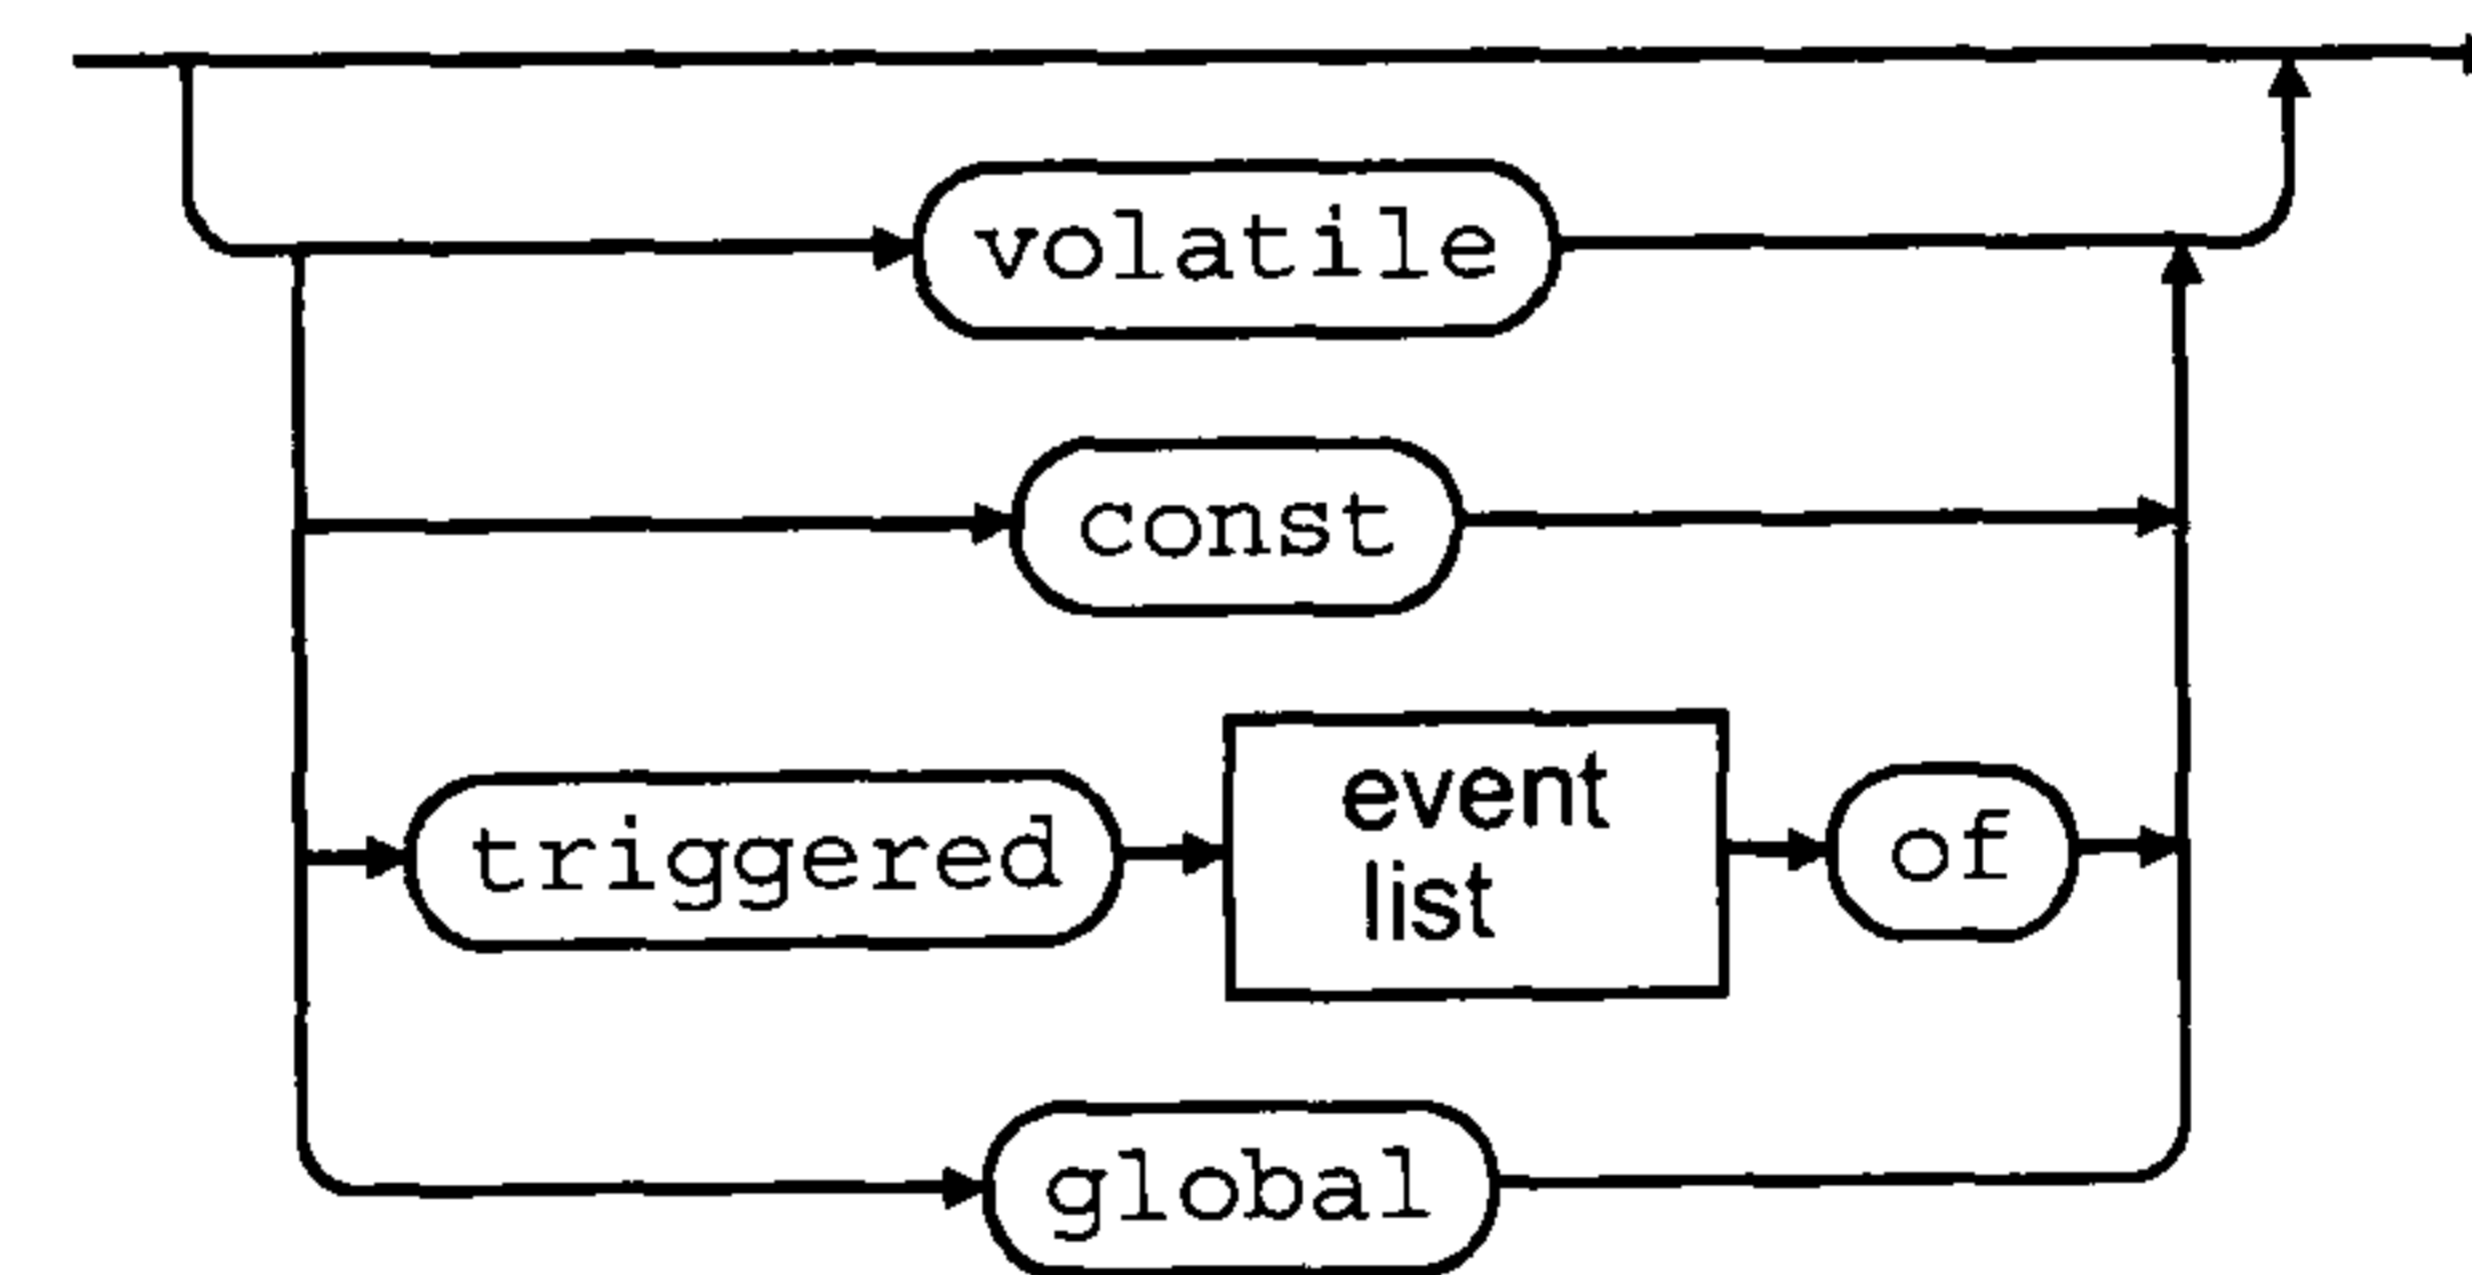 volatile
const
triggered
event
list
of
global